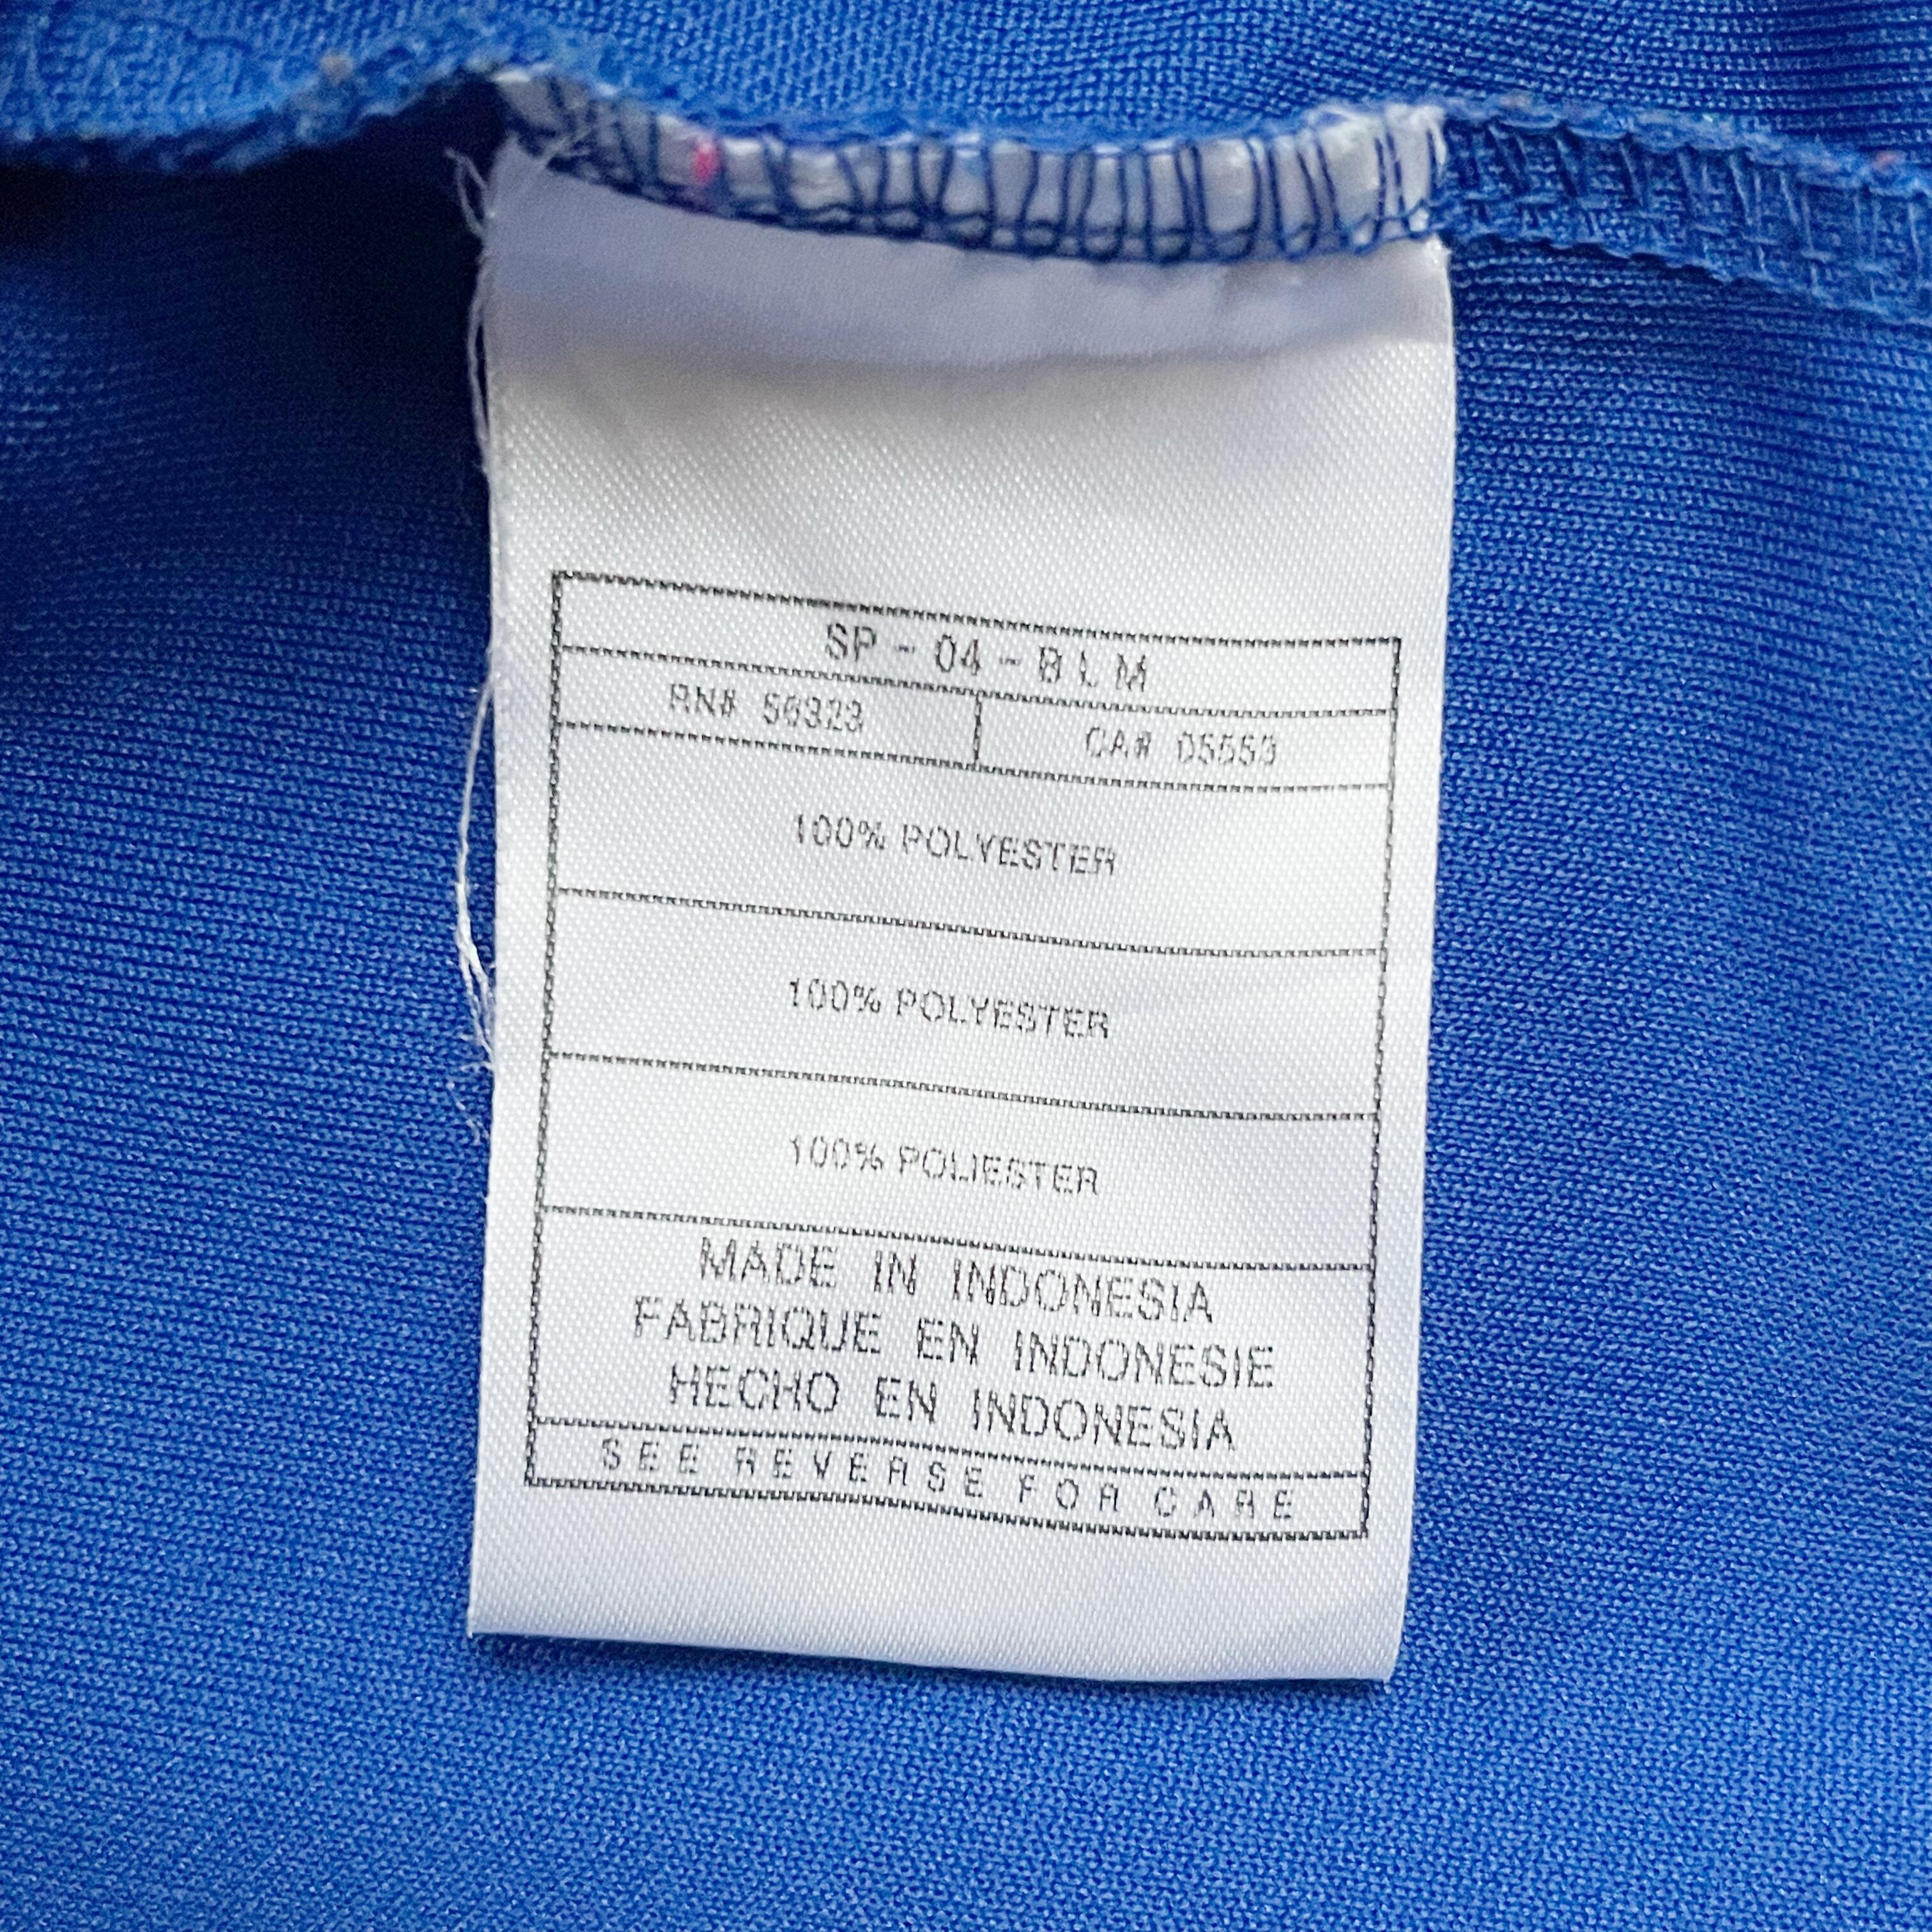 SP - 04 - BLM
RN# 56323
CA# 05553
100% POLYESTER
100% POLYESTER
100% POLIESTER
MADE IN INDONESIA
FABRIQUE EN INDONESIE
HECHO EN INDONESIA
SEE REVERSE FOR CARE